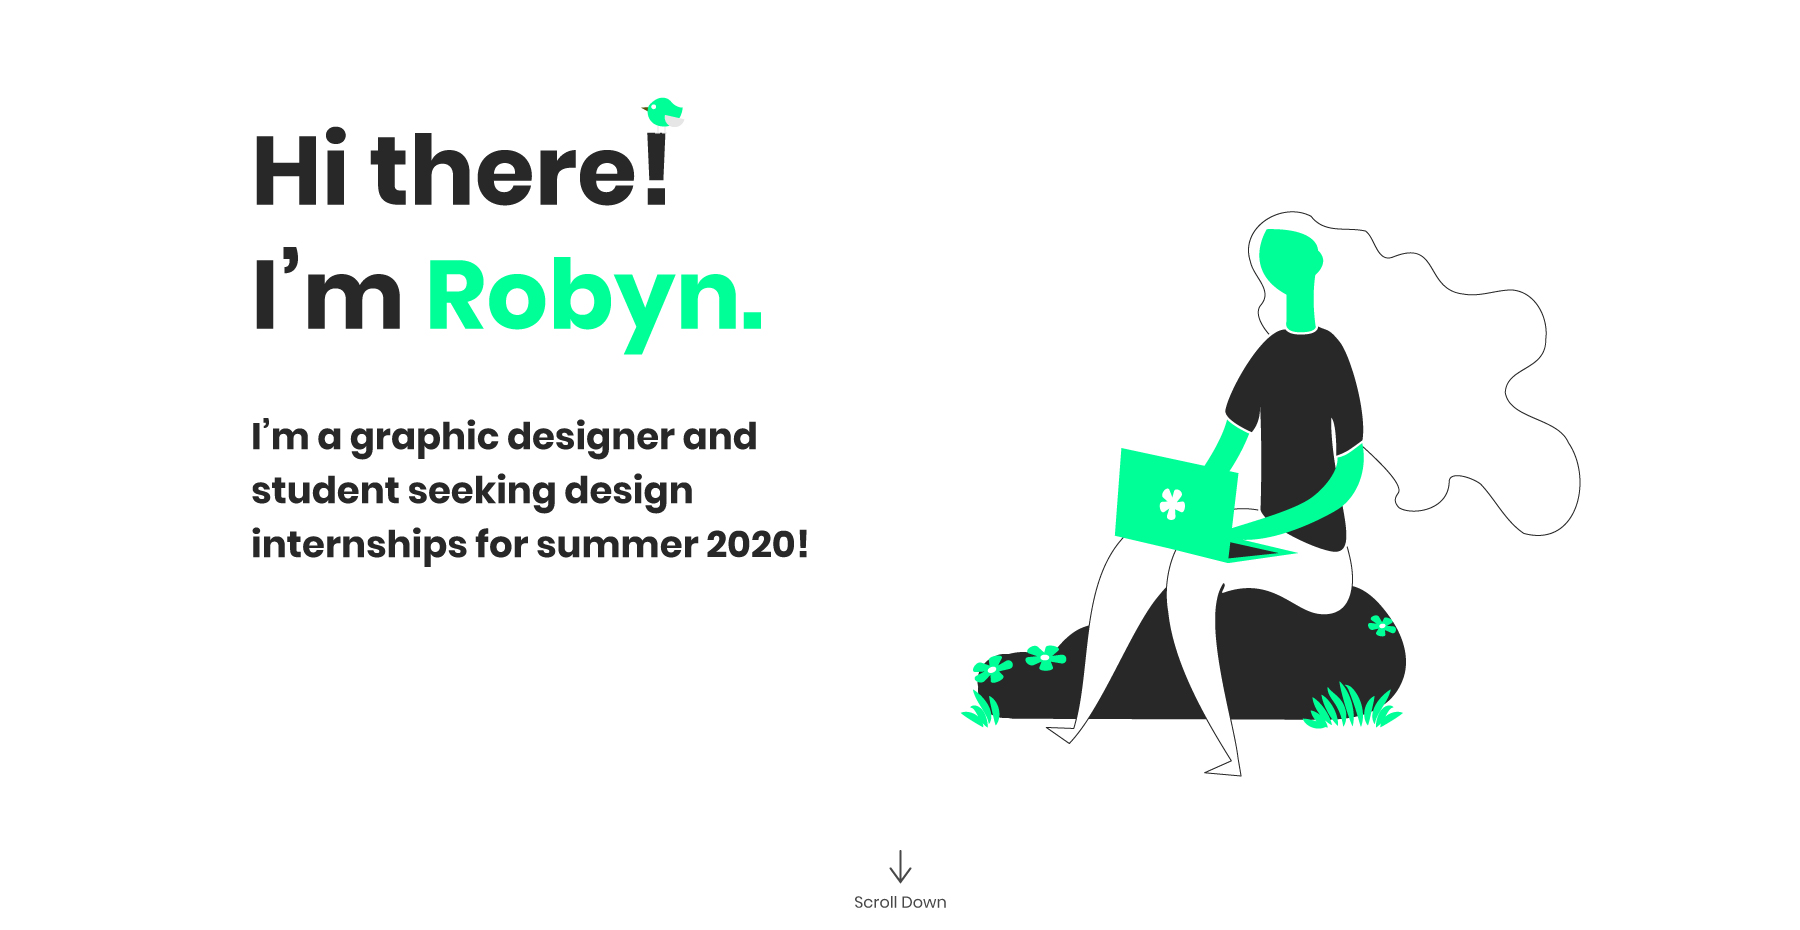 Hi there!
I’m Robyn.
I’m a graphic designer and
student seeking design
internships for summer 2020!
Scroll Down